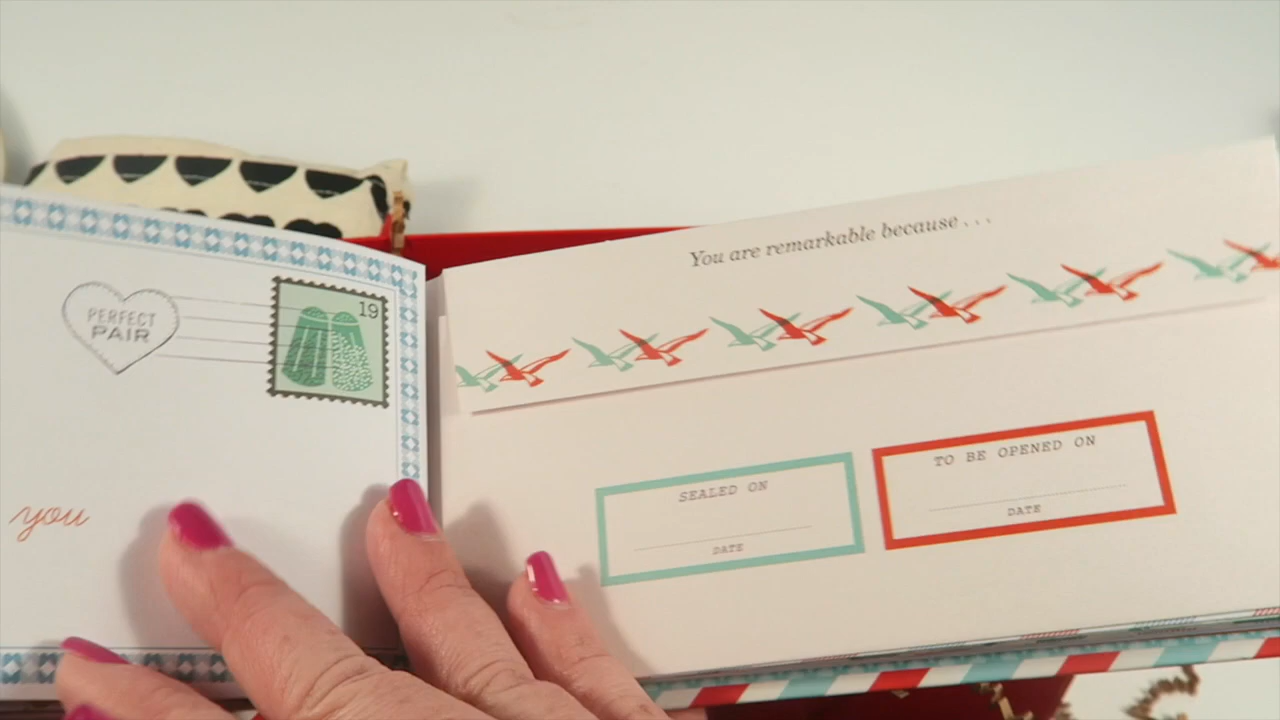 PERFECT
PAIR
19
you
You are remarkable because . . .
SEALED ON
DATE
TO BE OPENED ON
DATE